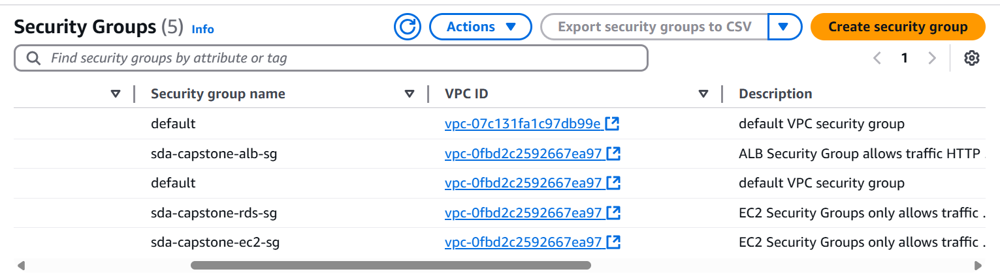 Security Groups (5) Info Actions Export security groups to CSV Create security group
Find security groups by attribute or tag 1
Security group name VPC ID Description
default vpc-07c131fa1c97db99e default VPC security group
sda-capstone-alb-sg vpc-0fbd2c2592667ea97 ALB Security Group allows traffic HTTP .
default vpc-0fbd2c2592667ea97 default VPC security group
sda-capstone-rds-sg vpc-0fbd2c2592667ea97 EC2 Security Groups only allows traffic .
sda-capstone-ec2-sg vpc-0fbd2c2592667ea97 EC2 Security Groups only allows traffic .